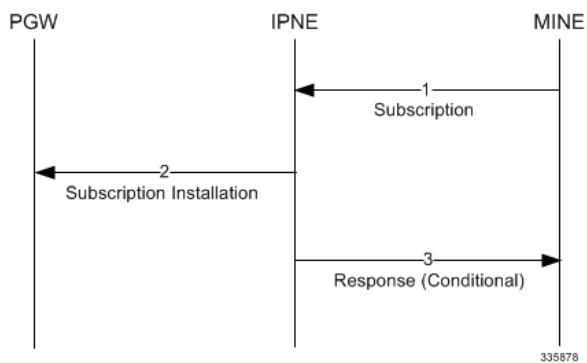 PGW IPNE MINE
1
Subscription
2
Subscription Installation
3
Response (Conditional)
335878